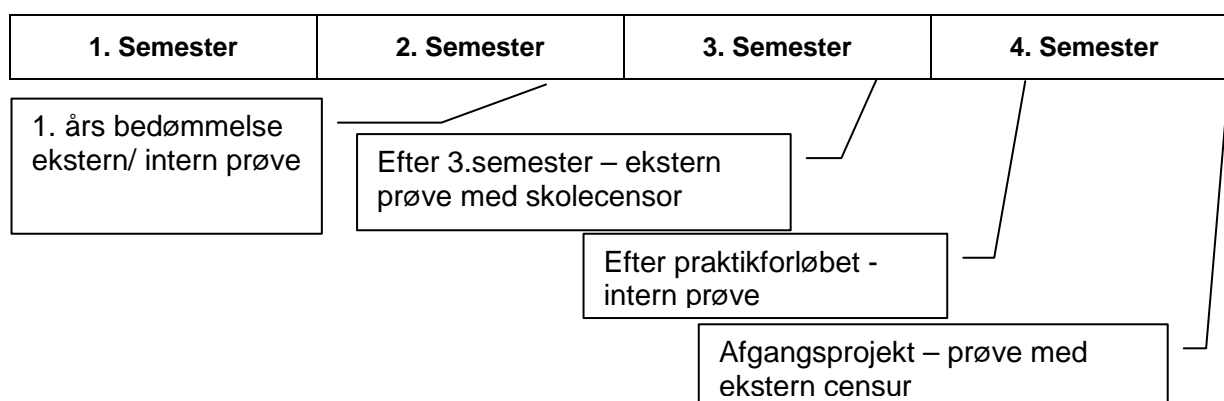 1. Semester 2. Semester 3. Semester 4. Semester
1. års bedømmelse
ekstern/ intern prøve
Efter 3.semester – ekstern
prøve med skolecensor
Efter praktikforløbet -
intern prøve
Afgangsprojekt – prøve med
ekstern censur